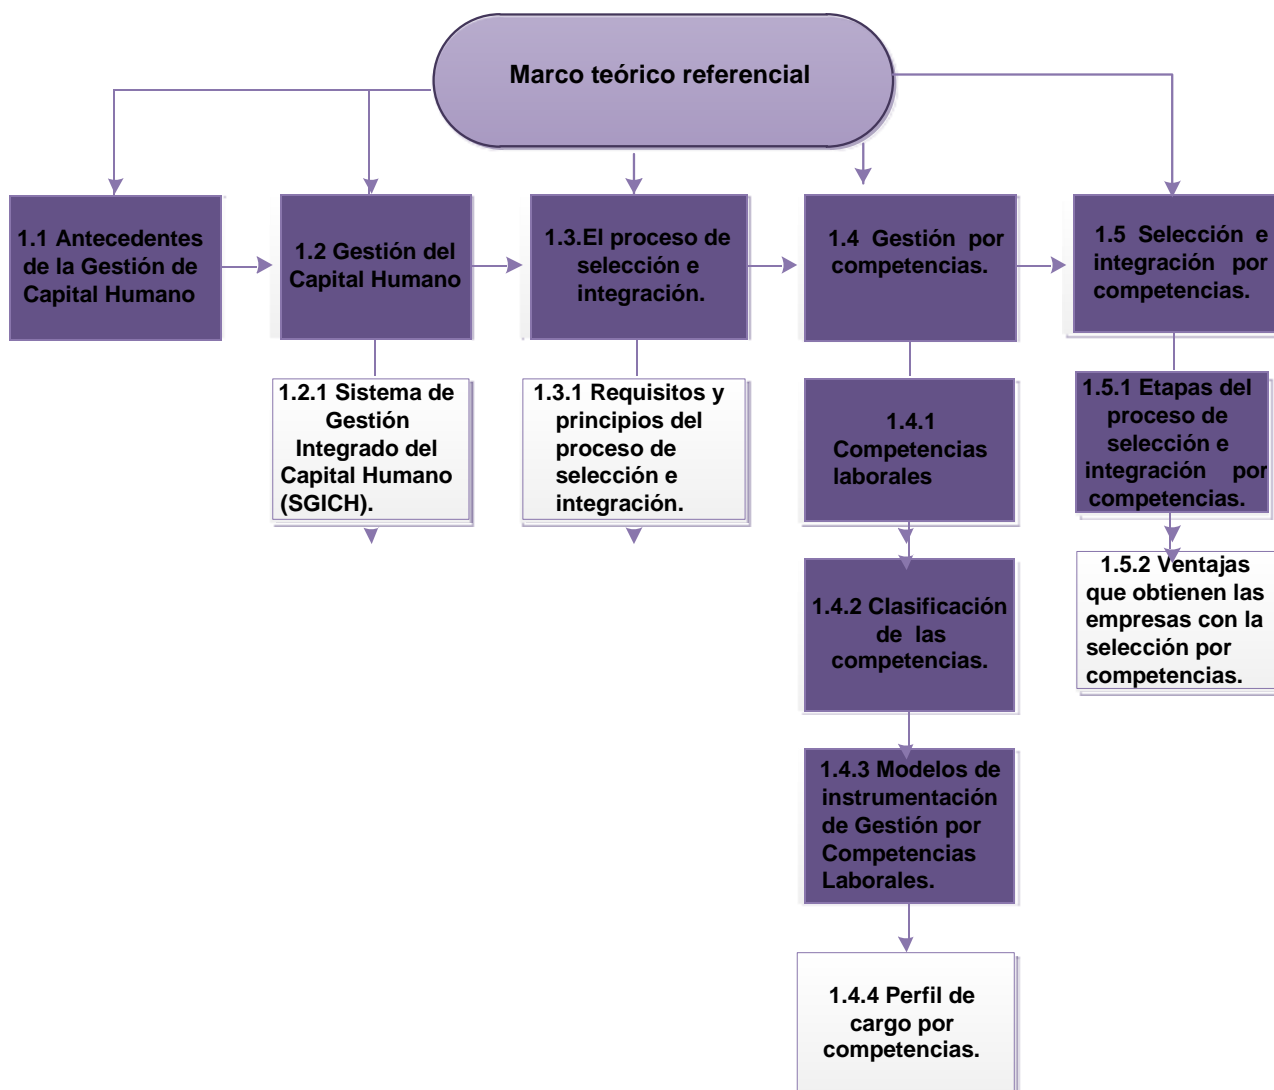 Marco teórico referencial
1.1 Antecedentes
de la Gestión de
Capital Humano
1.2 Gestión del
Capital Humano
1.3.El proceso de
selección e
integración.
1.4 Gestión por
competencias.
1.5 Selección e
integración por
competencias.
1.2.1 Sistema de
Gestión
Integrado del
Capital Humano
(SGICH).
1.3.1 Requisitos y
principios del
proceso de
selección e
integración.
1.4.1
Competencias
laborales
1.5.1 Etapas del
proceso de
selección e
integración por
competencias.
1.4.2 Clasificación
de las
competencias.
1.5.2 Ventajas
que obtienen las
empresas con la
selección por
competencias.
1.4.3 Modelos de
instrumentación
de Gestión por
Competencias
Laborales.
1.4.4 Perfil de
cargo por
competencias.